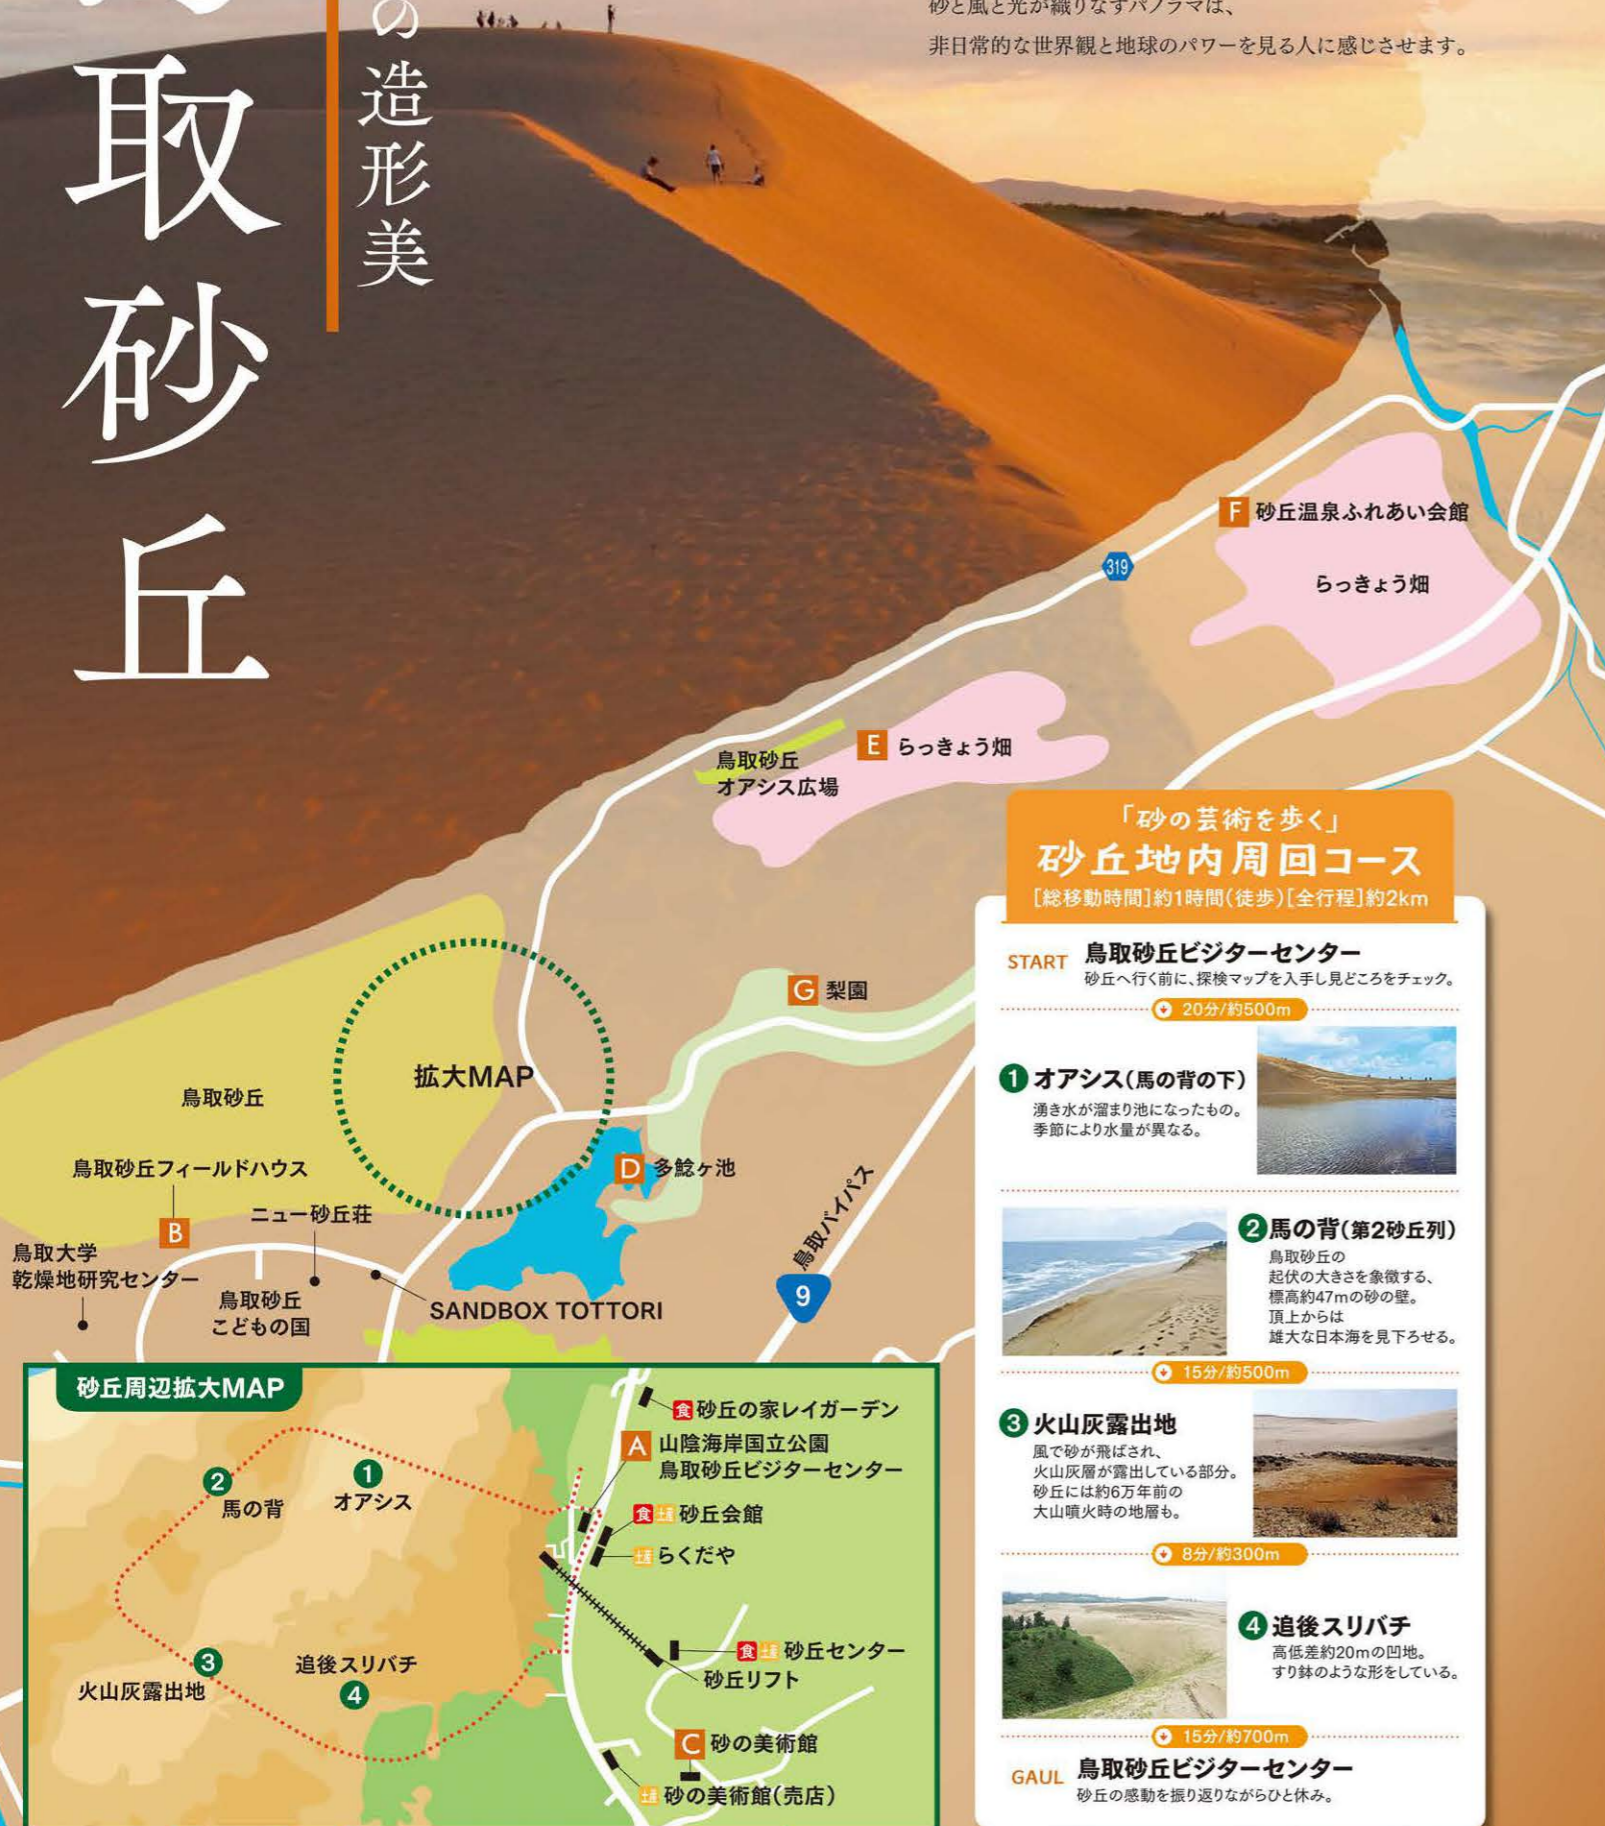 取砂丘
の造形美
砂と風と光が織りなすパノラマは、
非日常的な世界観と地球のパワーを見る人に感じさせます。
F 砂丘温泉ふれあい会館
らっきょう畑
319
鳥取砂丘
オアシス広場
E らっきょう畑
G 梨園
拡大MAP
鳥取砂丘
鳥取砂丘フィールドハウス
B
ニュー砂丘荘
鳥取大学
乾燥地研究センター
鳥取砂丘
こどもの国
SANDBOX TOTTORI
D 多鯰ヶ池
鳥取バイパス
9
「砂の芸術を歩く」
砂丘地内周回コース
[総移動時間]約1時間(徒歩)[全行程]約2km
START 鳥取砂丘ビジターセンター
砂丘へ行く前に、探検マップを入手し見どころをチェック。
20分/約500m
1 オアシス(馬の背の下)
湧き水が溜まり池になったもの。
季節により水量が異なる。
2 馬の背(第2砂丘列)
鳥取砂丘の
起伏の大きさを象徴する、
標高約47mの砂の壁。
頂上からは
雄大な日本海を見下ろせる。
15分/約500m
3 火山灰露出地
風で砂が飛ばされ、
火山灰層が露出している部分。
砂丘には約6万年前の
大山噴火時の地層も。
8分/約300m
4 追後スリバチ
高低差約20mの凹地。
すり鉢のような形をしている。
15分/約700m
GAUL 鳥取砂丘ビジターセンター
砂丘の感動を振り返りながらひと休み。
砂丘周辺拡大MAP
食 砂丘の家レイガーデン
A 山陰海岸国立公園
鳥取砂丘ビジターセンター
食 土産 砂丘会館
土産 らくだや
1
オアシス
2
馬の背
3
火山灰露出地
追後スリバチ
4
食 土産 砂丘センター
砂丘リフト
C 砂の美術館
土産 砂の美術館(売店)